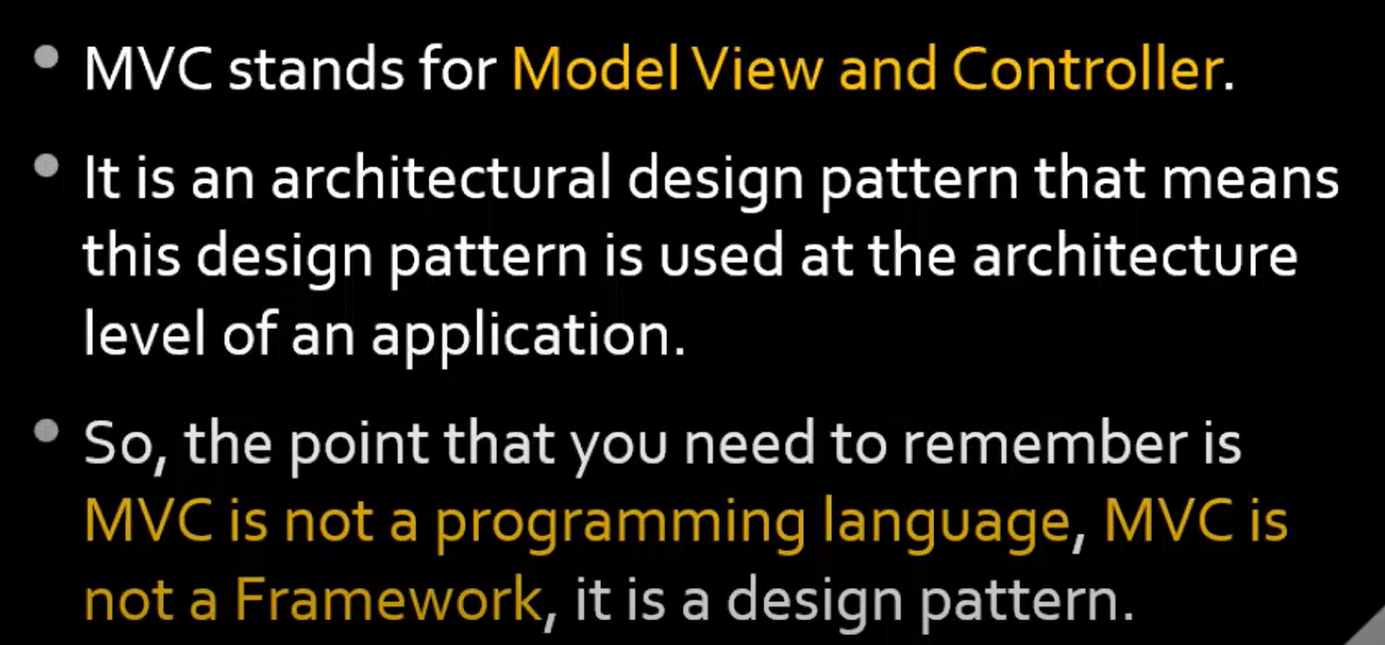 • MVC stands for Model View and Controller.
• It is an architectural design pattern that means
this design pattern is used at the architecture
level of an application.
• So, the point that you need to remember is
MVC is not a programming language, MVC is
not a Framework, it is a design pattern.